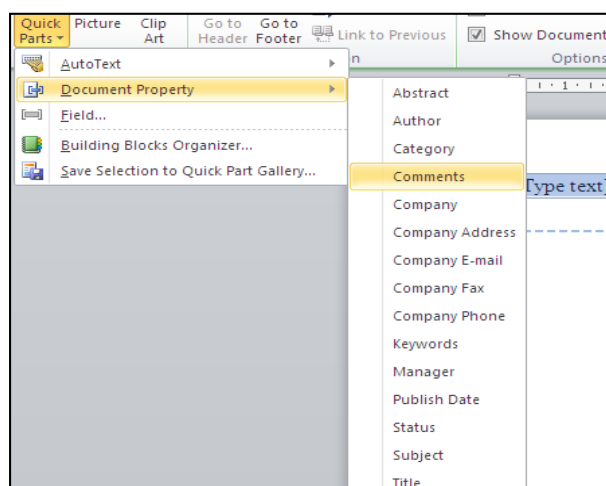 Quick Picture Clip Go to Go to
Parts Art Header Footer Link to Previous Show Document
n Options
AutoText
Document Property
Field...
Building Blocks Organizer...
Save Selection to Quick Part Gallery...
Abstract
Author
Category
Comments
Company
Company Address
Company E-mail
Company Fax
Company Phone
Keywords
Manager
Publish Date
Status
Subject
Title
1
[Type text]